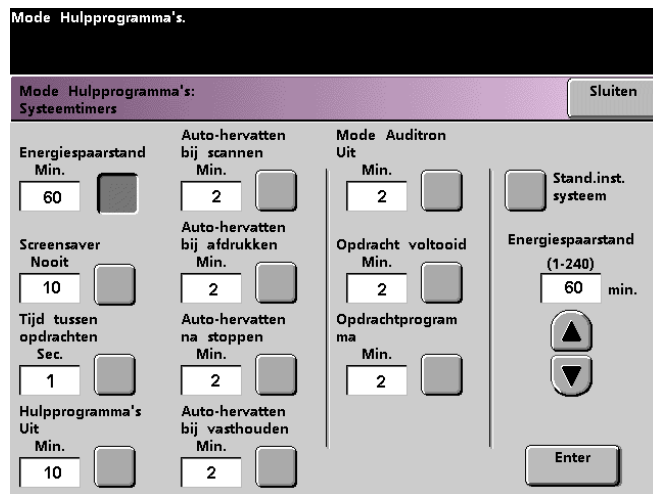 Mode Hulpprogramma's.
Mode Hulpprogramma's:
Systeemtimers
Sluiten
Energiespaarstand
Min.
60
Screensaver
Nooit
10
Tijd tussen
opdrachten
Sec.
1
Hulpprogramma's
Uit
Min.
10
Auto-hervatten
bij scannen
Min.
2
Auto-hervatten
bij afdrukken
Min.
2
Auto-hervatten
na stoppen
Min.
2
Auto-hervatten
bij vasthouden
Min.
2
Mode Auditron
Uit
Min.
2
Opdracht voltooid
Min.
2
Opdrachtprogram
ma
Min.
2
Stand.inst.
systeem
Energiespaarstand
(1-240)
60 min.
Enter